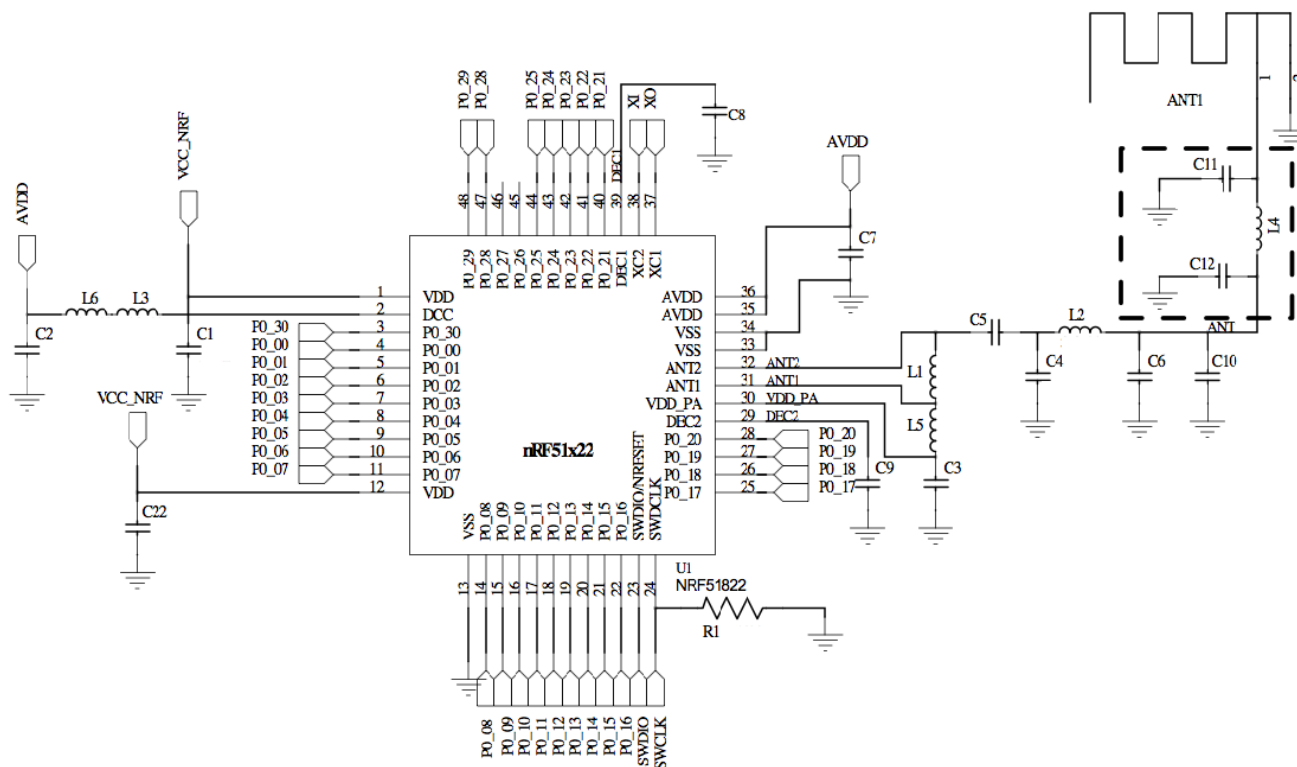 P0_29
P0_28
P0_25
P0_24
P0_23
P0_22
P0_21
DEC1
XI
XO
C8
VCC_NRF
AVDD
AVDD
ANT1
1
2
C11
L4
C12
C7
48
47
46
45
44
43
42
41
40
39
38
37
P0_29
P0_28
P0_27
P0_26
P0_25
P0_24
P0_23
P0_22
P0_21
DEC1
XC2
XC1
L6
L3
C2
C1
VCC_NRF
C22
P0_30
P0_00
P0_01
P0_02
P0_03
P0_04
P0_05
P0_06
P0_07
1 VDD
2 DCC
3 P0_30
4 P0_00
5 P0_01
6 P0_02
7 P0_03
8 P0_04
9 P0_05
10 P0_06
11 P0_07
12 VDD
nRF51x22
AVDD 36
AVDD 35
VSS 34
VSS 33
ANT2 32 ANT2
ANT1 31 ANT1
VDD_PA 30 VDD_PA
DEC2 29 DEC2
P0_20 28 P0_20
P0_19 27 P0_19
P0_18 26 P0_18
P0_17 25 P0_17
C5
L2
ANT
L1
C4
C6
C10
L5
C9
C3
VSS
P0_08
P0_09
P0_10
P0_11
P0_12
P0_13
P0_14
P0_15
P0_16
SWDIO/NRESET
SWDCLK
13
14
15
16
17
18
19
20
21
22
23
24
U1
NRF51822
R1
P0_08
P0_09
P0_10
P0_11
P0_12
P0_13
P0_14
P0_15
P0_16
SWDIO
SWCLK